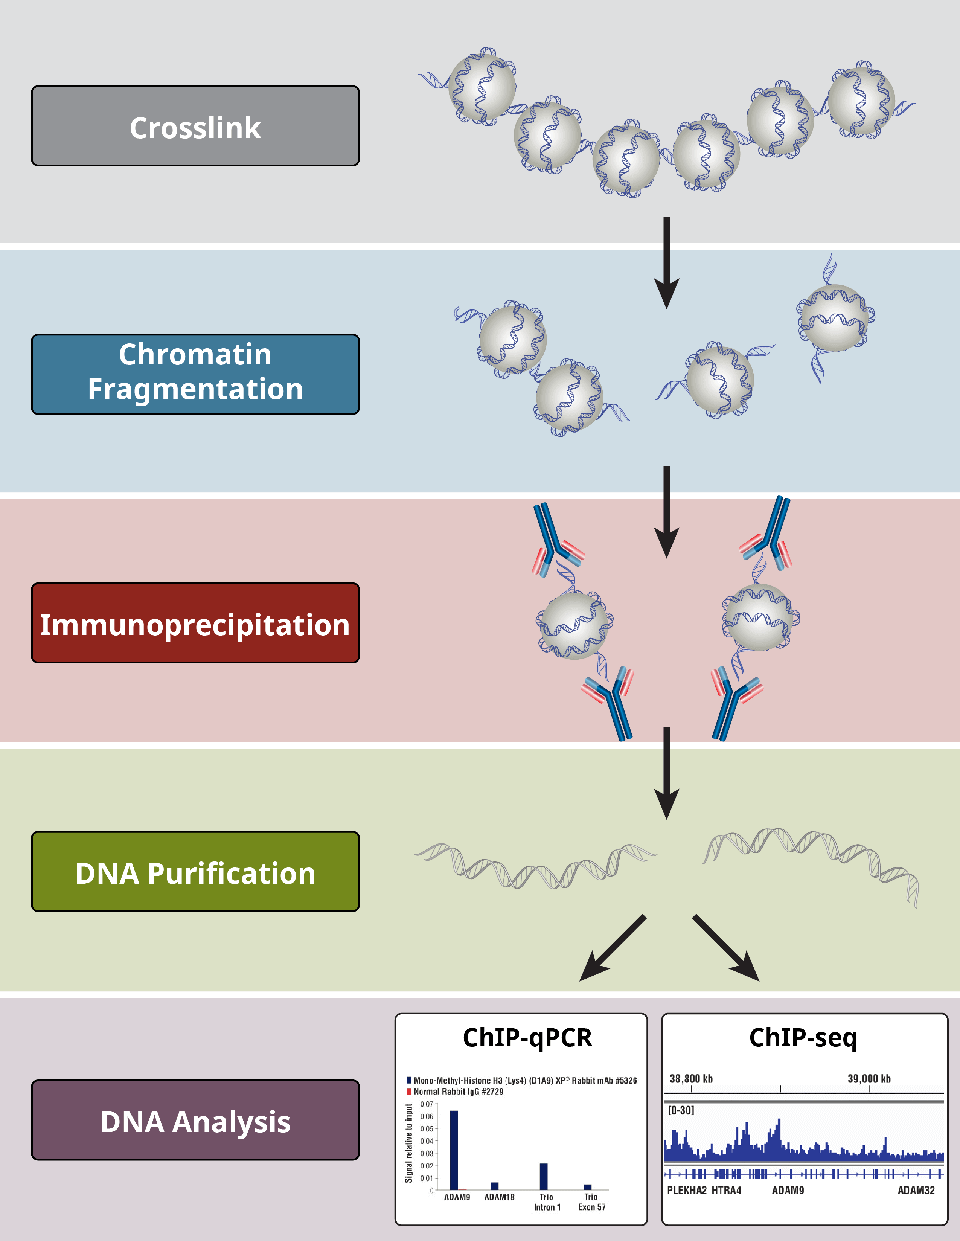 Crosslink
Chromatin
Fragmentation
Immunoprecipitation
DNA Purification
DNA Analysis
ChIP-qPCR
Mono-Methyl-Histone H3 (Lys4) (D1A9) XP® Rabbit mAb #5326
Normal Rabbit IgG #2729
Signal relative to Input
0.07
0.06
0.05
0.04
0.03
0.02
0.01
0
ADAM9
ADAM18
Trio
Intron 1
Trio
Exon 57
ChIP-seq
38,800 kb
39,000 kb
[0-30]
PLEKHA2 HTRA4 ADAM9 ADAM32